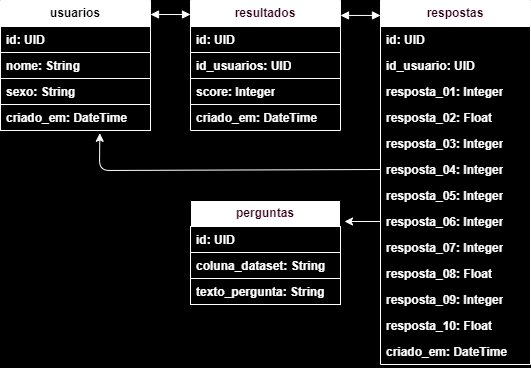 usuarios
id: UID
nome: String
sexo: String
criado_em: DateTime
resultados
id: UID
id_usuarios: UID
score: Integer
criado_em: DateTime
respostas
id: UID
id_usuario: UID
resposta_01: Integer
resposta_02: Float
resposta_03: Integer
resposta_04: Integer
resposta_05: Integer
resposta_06: Integer
resposta_07: Integer
resposta_08: Float
resposta_09: Integer
resposta_10: Float
criado_em: DateTime
perguntas
id: UID
coluna_dataset: String
texto_pergunta: String